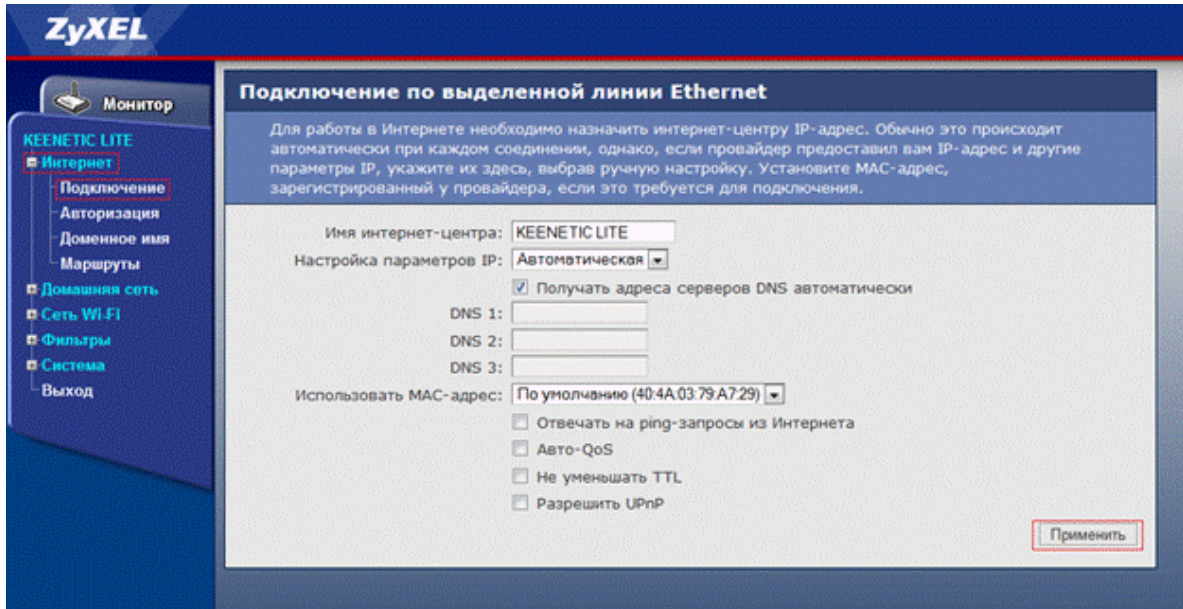 ZyXEL
Монитор
KEENETIC LITE
Интернет
Подключение
Авторизация
Доменное имя
Маршруты
Домашняя сеть
Сеть Wi-Fi
Фильтры
Система
Выход
Подключение по выделенной линии Ethernet
Для работы в Интернете необходимо назначить интернет-центру IP-адрес. Обычно это происходит
автоматически при каждом соединении, однако, если провайдер предоставил вам IP-адрес и другие
параметры IP, укажите их здесь, выбрав ручную настройку. Установите MAC-адрес,
зарегистрированный у провайдера, если это требуется для подключения.
Имя интернет-центра: KEENETIC LITE
Настройка параметров IP: Автоматическая
Получать адреса серверов DNS автоматически
DNS 1:
DNS 2:
DNS 3:
Использовать MAC-адрес: По умолчанию (40:4A:03:79:A7:29)
Отвечать на ping-запросы из Интернета
Авто-QoS
Не уменьшать TTL
Разрешить UPnP
Применить